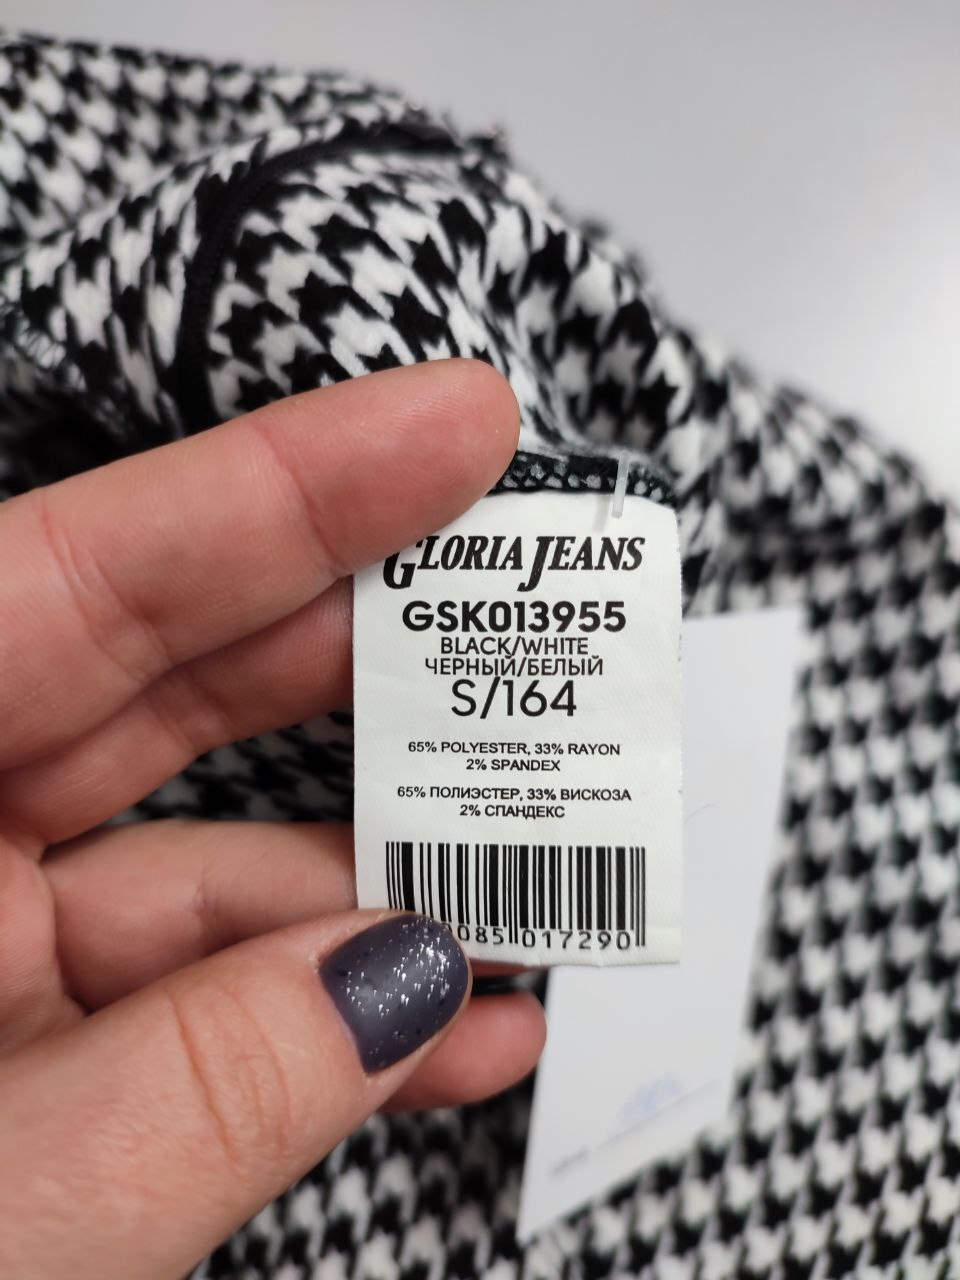 GLORIA JEANS
GSK013955
BLACK/WHITE
ЧЕРНЫЙ/БЕЛЫЙ
S/164
65% POLYESTER, 33% RAYON
2% SPANDEX
65% ПОЛИЭСТЕР, 33% ВИСКОЗА
2% СПАНДЕКС
085 017290